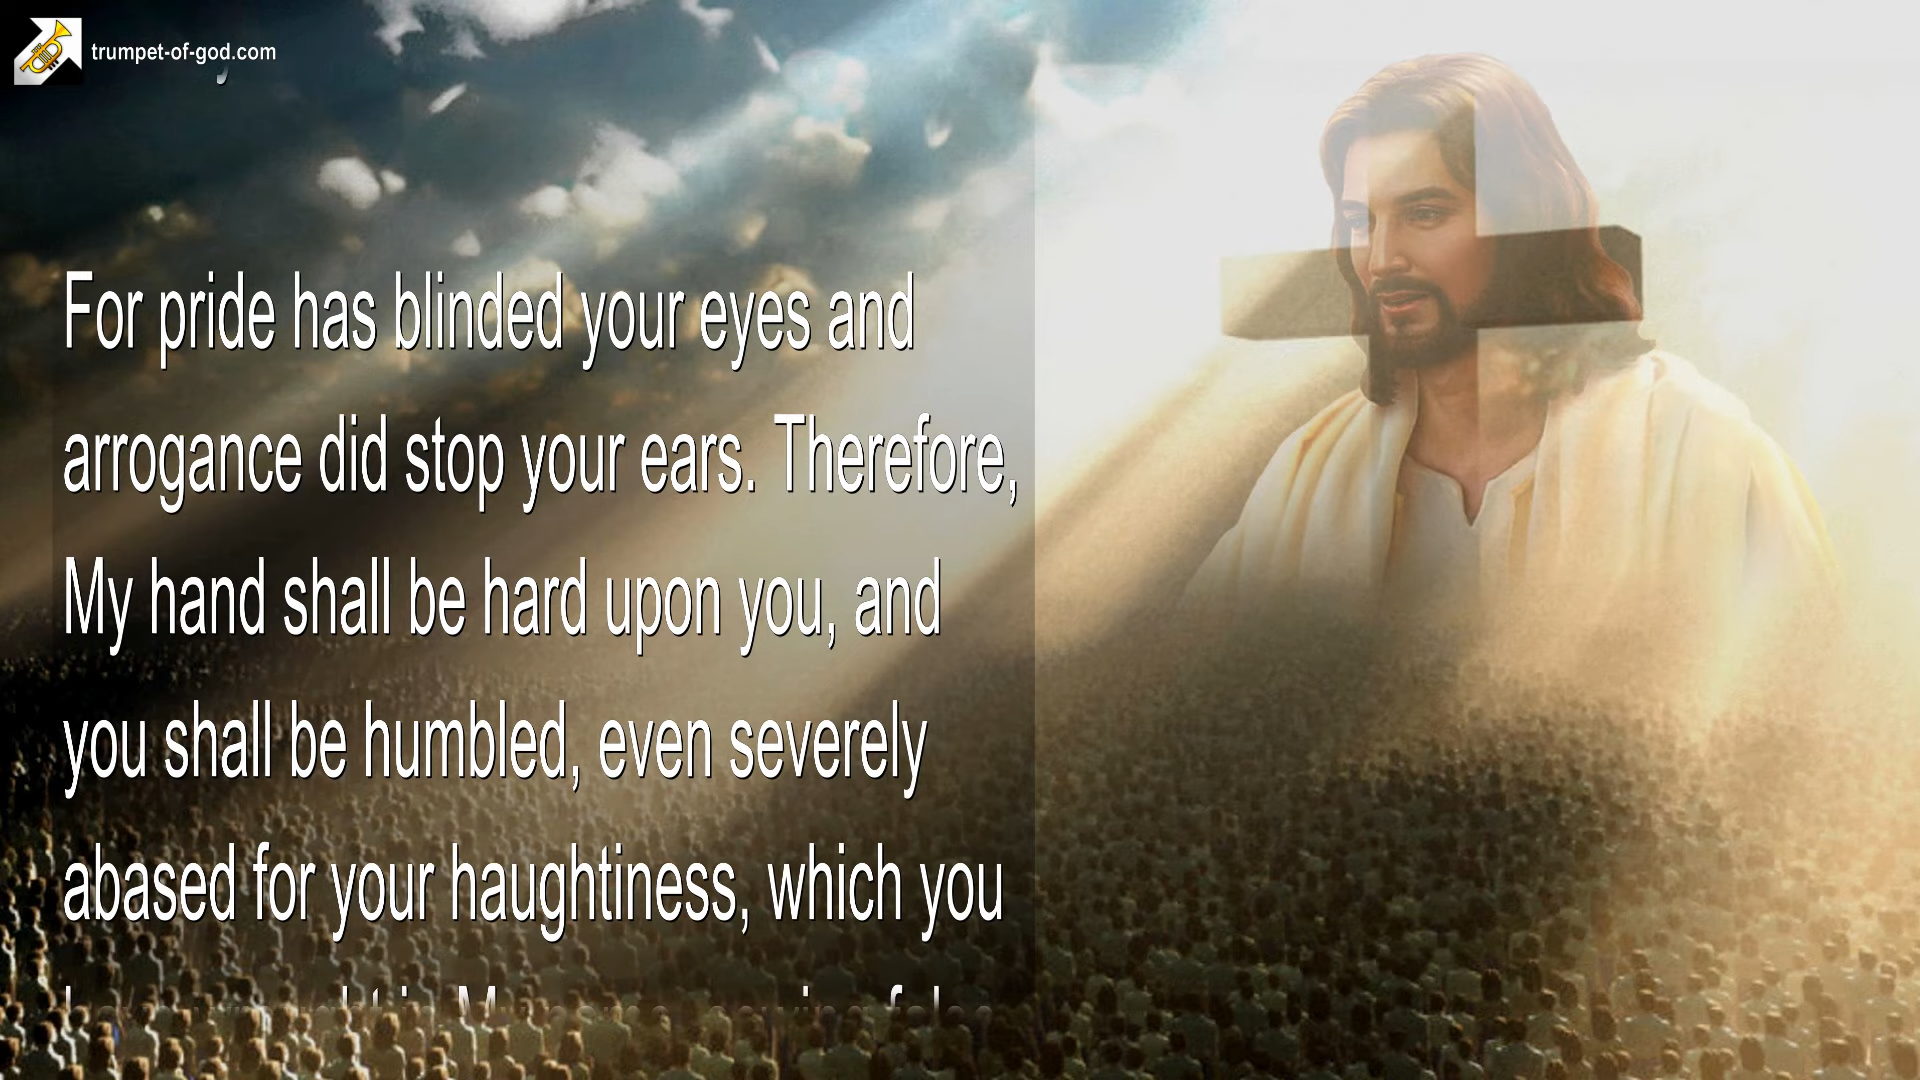 trumpet-of-god.com
For pride has blinded your eyes and
arrogance did stop your ears. Therefore,
My hand shall be hard upon you, and
you shall be humbled, even severely
abased for your haughtiness, which you